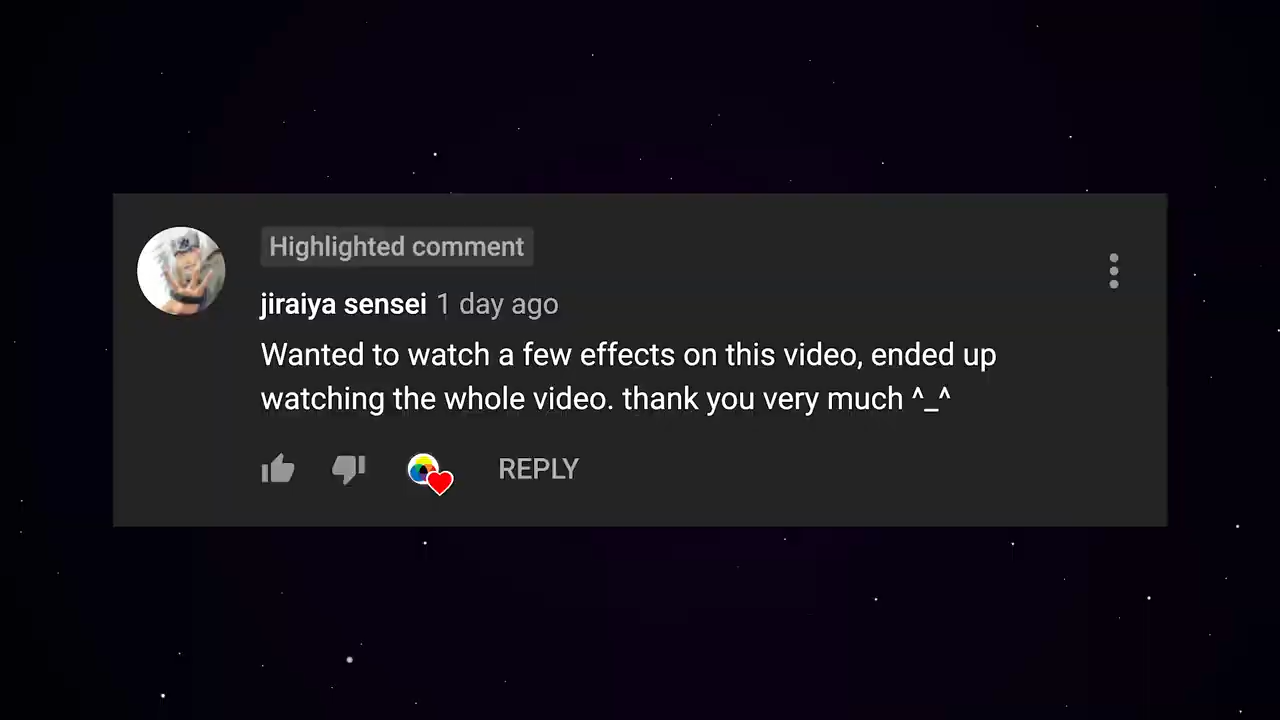 Highlighted comment
jiraiya sensei 1 day ago
Wanted to watch a few effects on this video, ended up
watching the whole video. thank you very much ^_^
REPLY